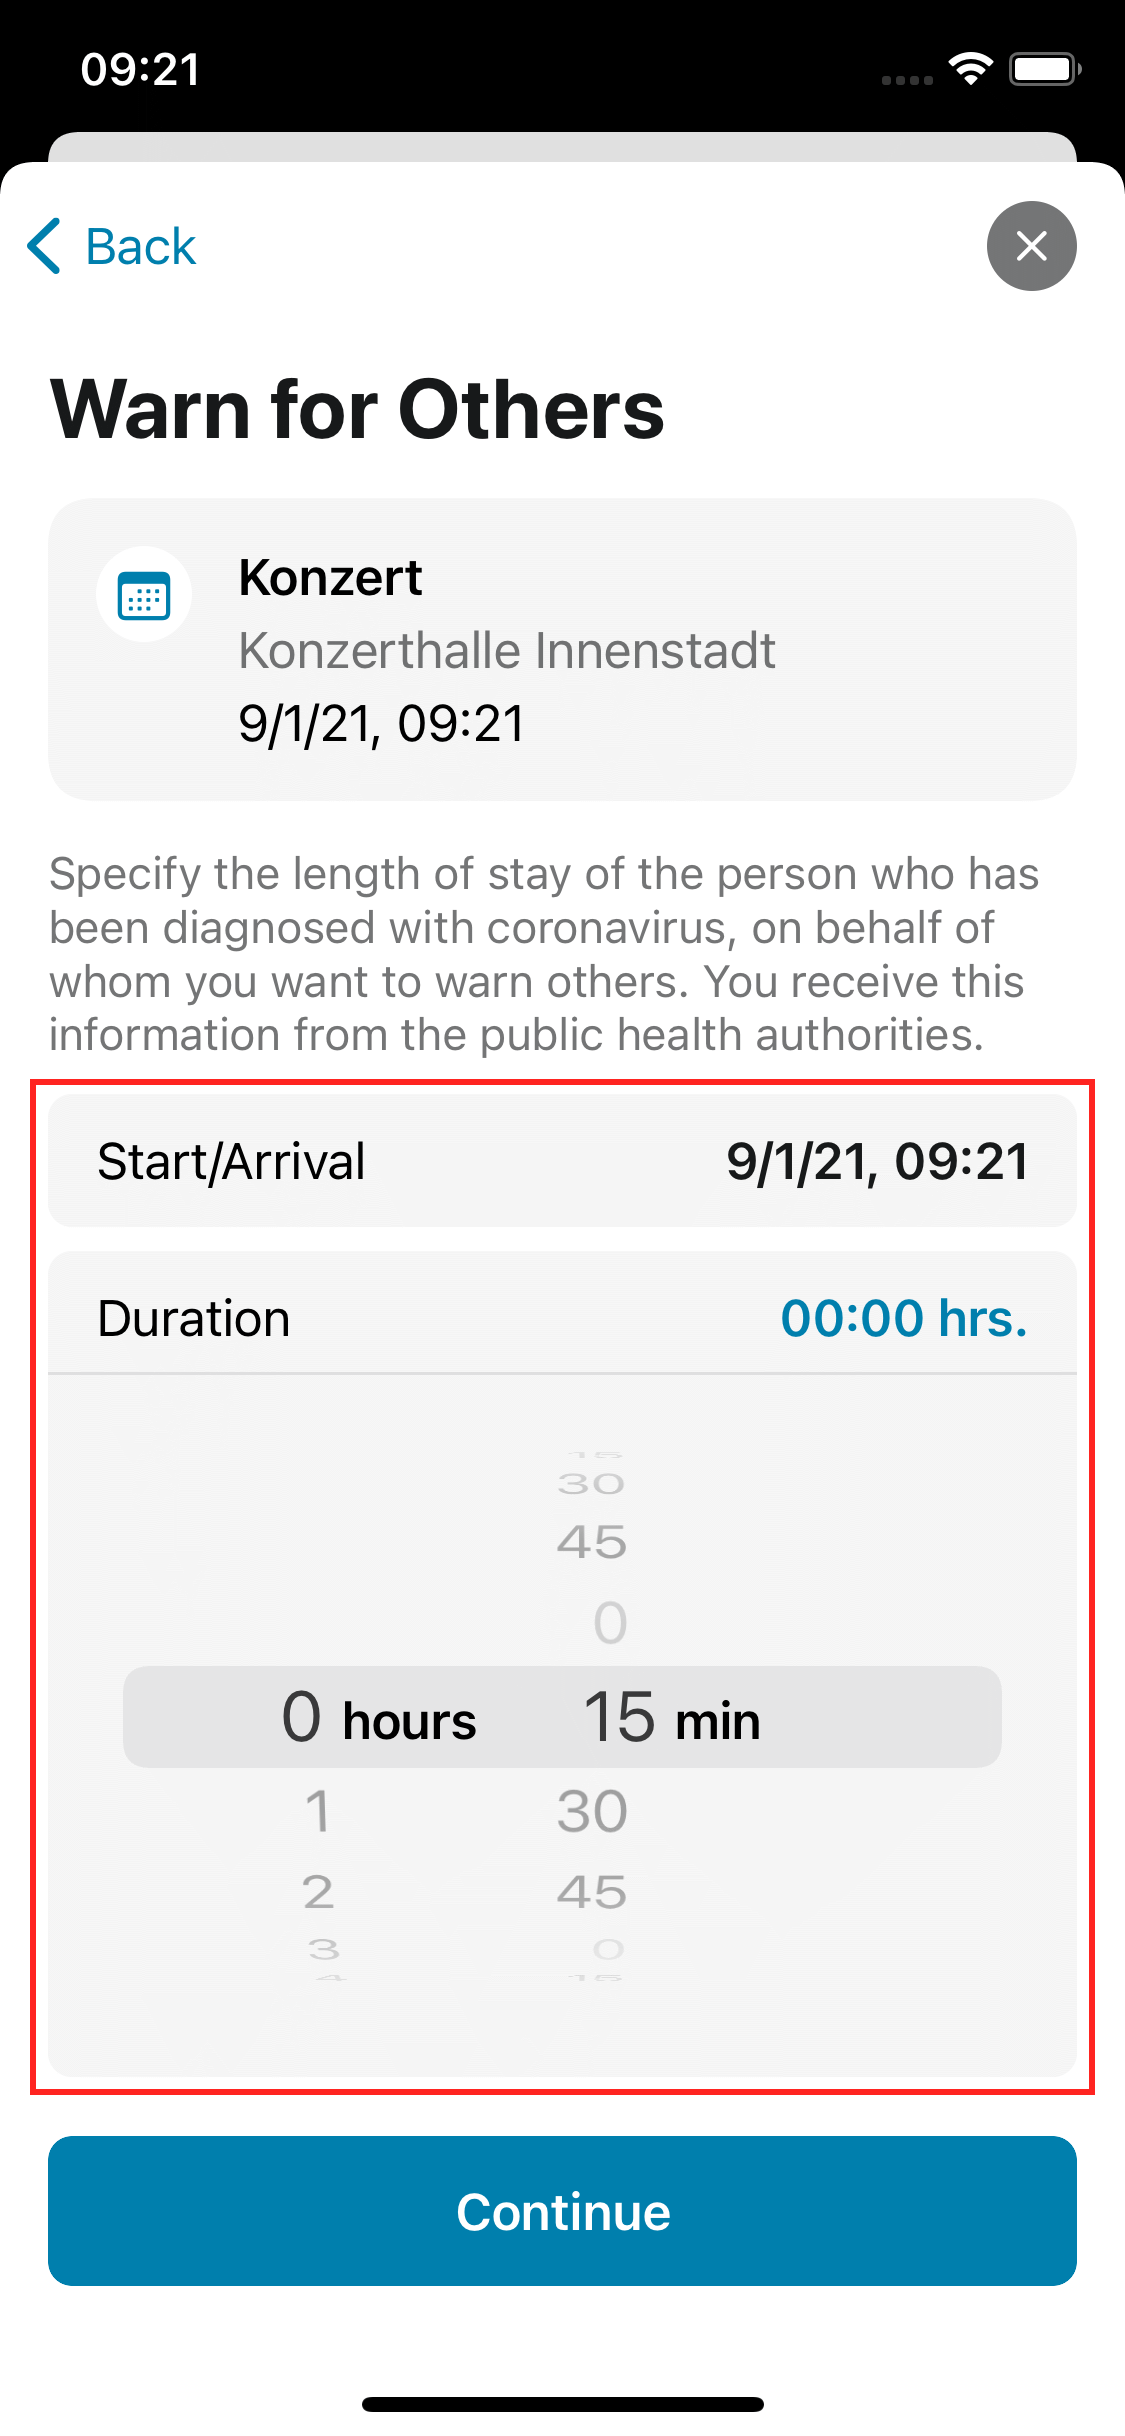 09:21
Back
Warn for Others
Konzert
Konzerthalle Innenstadt
9/1/21, 09:21
Specify the length of stay of the person who has
been diagnosed with coronavirus, on behalf of
whom you want to warn others. You receive this
information from the public health authorities.
Start/Arrival 9/1/21, 09:21
Duration 00:00 hrs.
15
30
45
0
0 hours 15 min
1 30
2 45
3 0
4 15
Continue